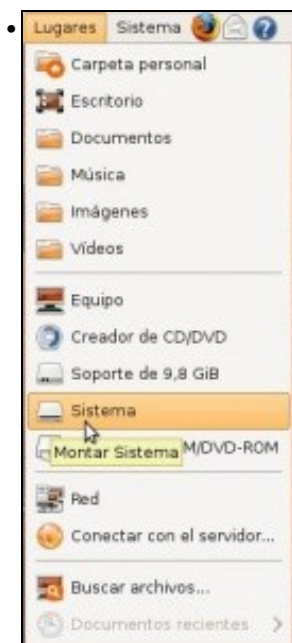 Lugares Sistema
Carpeta personal
Escritorio
Documentos
Música
Imágenes
Vídeos
Equipo
Creador de CD/DVD
Soporte de 9,8 GiB
Sistema
Montar Sistema M/DVD-ROM
Red
Conectar con el servidor...
Buscar archivos...
Documentos recientes